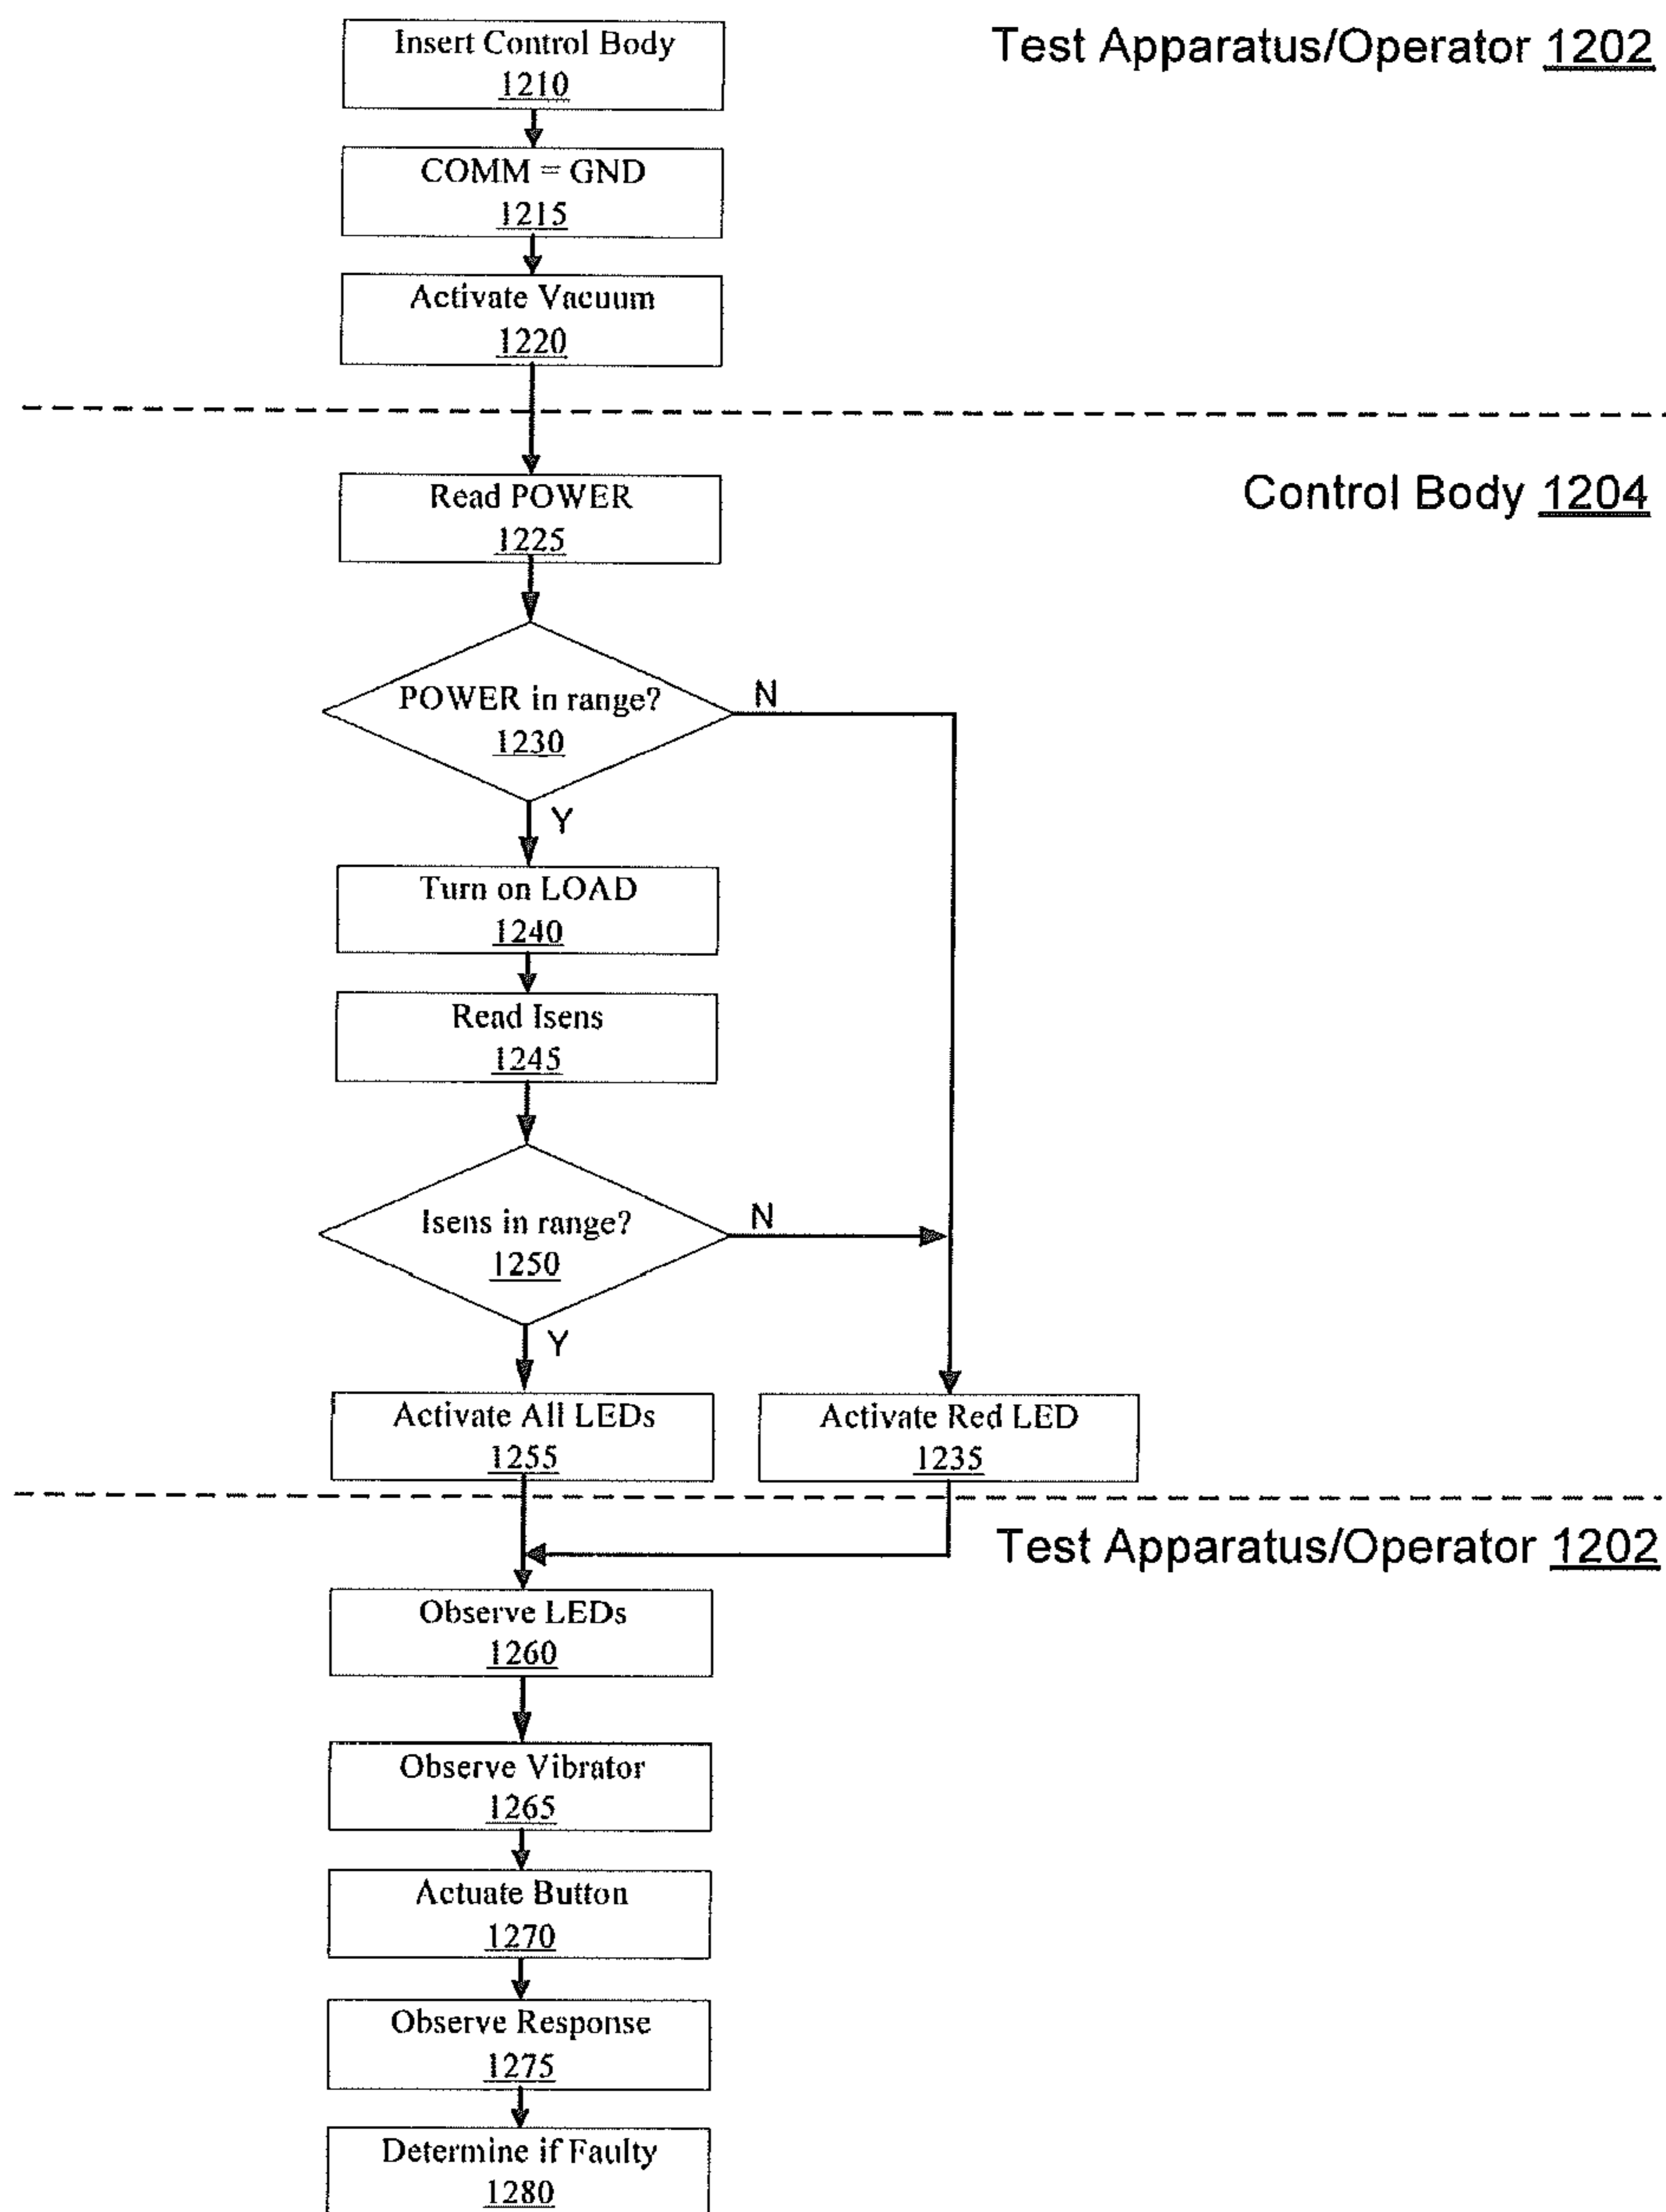 Insert Control Body
1210
Test Apparatus/Operator 1202
COMM = GND
1215
Activate Vacuum
1220
Control Body 1204
Read POWER
1225
POWER in range?
1230
N
Y
Turn on LOAD
1240
Read Isens
1245
Isens in range?
1250
N
Y
Activate All LEDs
1255
Activate Red LED
1235
Test Apparatus/Operator 1202
Observe LEDs
1260
Observe Vibrator
1265
Actuate Button
1270
Observe Response
1275
Determine if Faulty
1280